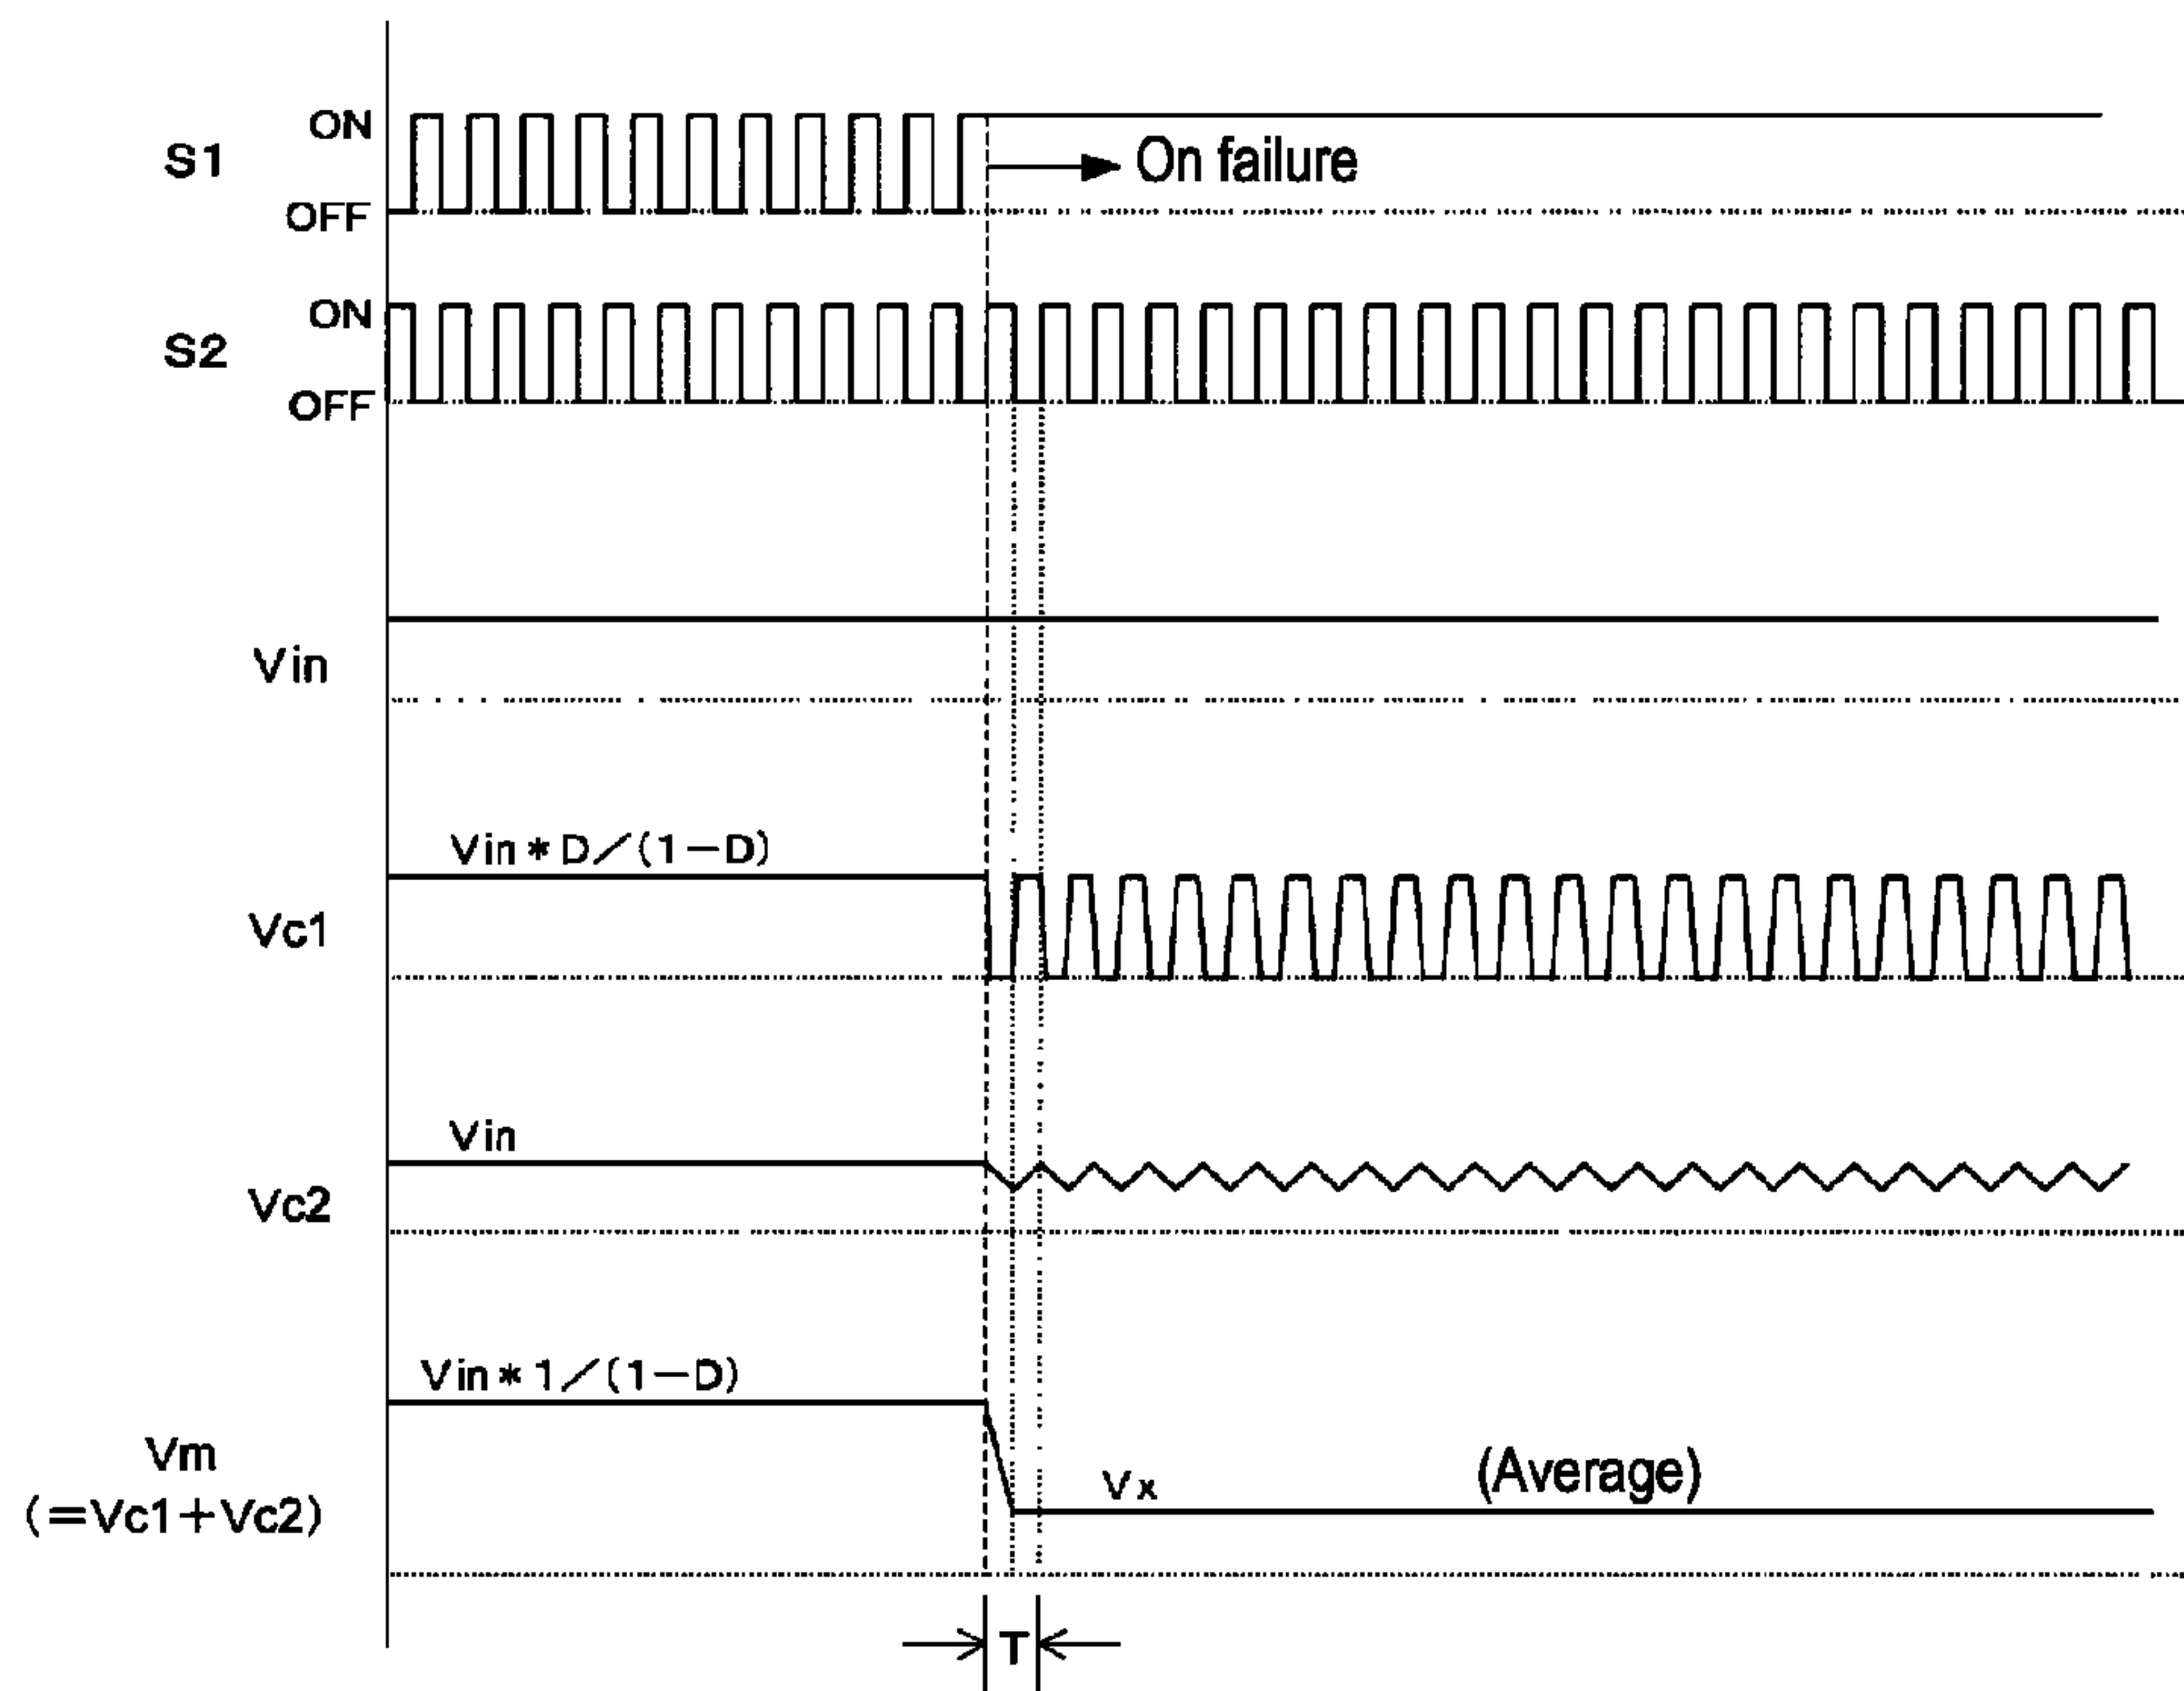 ON
S1
OFF
On failure
ON
S2
OFF
Vin
Vin*D/(1-D)
Vc1
Vin
Vc2
Vin*1/(1-D)
Vm
(=Vc1+Vc2)
Vx
(Average)
T